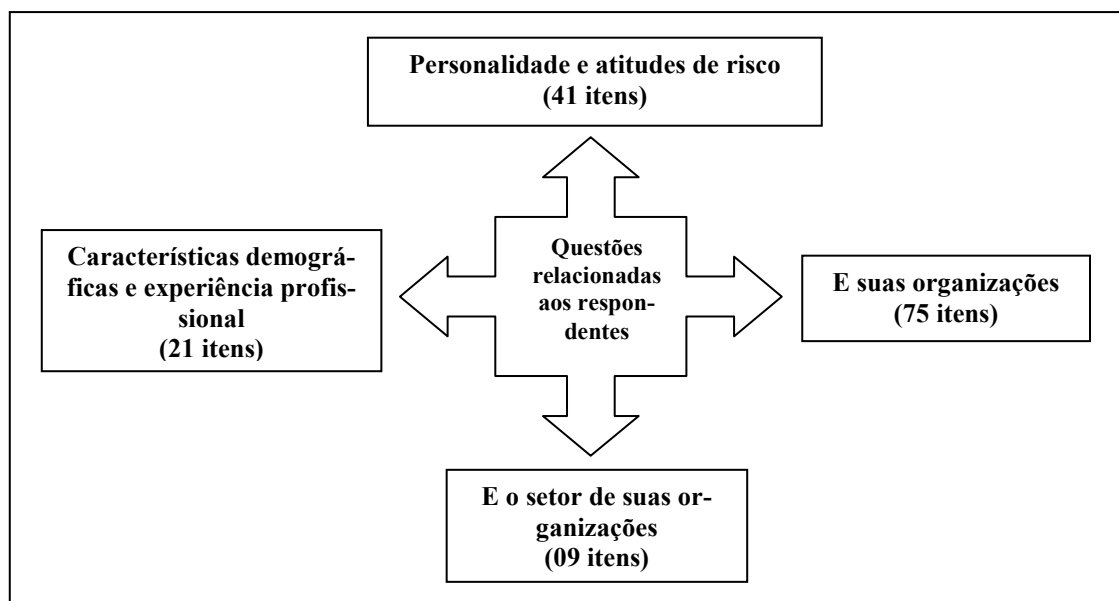 Personalidade e atitudes de risco
(41 itens)
Características demográ-
ficas e experiência profis-
sional
(21 itens)
Questões
relacionadas
aos respon-
dentes
E suas organizações
(75 itens)
E o setor de suas or-
ganizações
(09 itens)